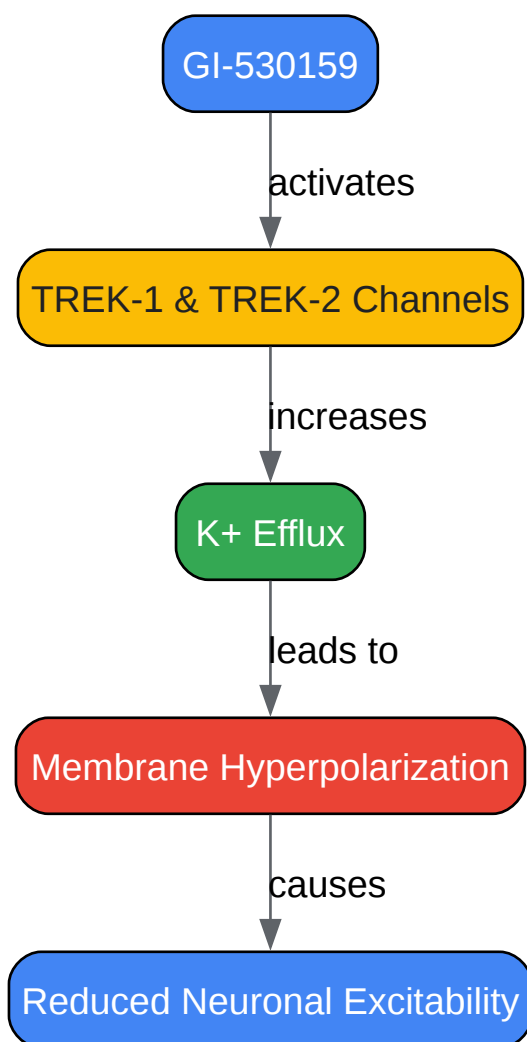 GI-530159
activates
TREK-1 & TREK-2 Channels
increases
K+ Efflux
leads to
Membrane Hyperpolarization
causes
Reduced Neuronal Excitability